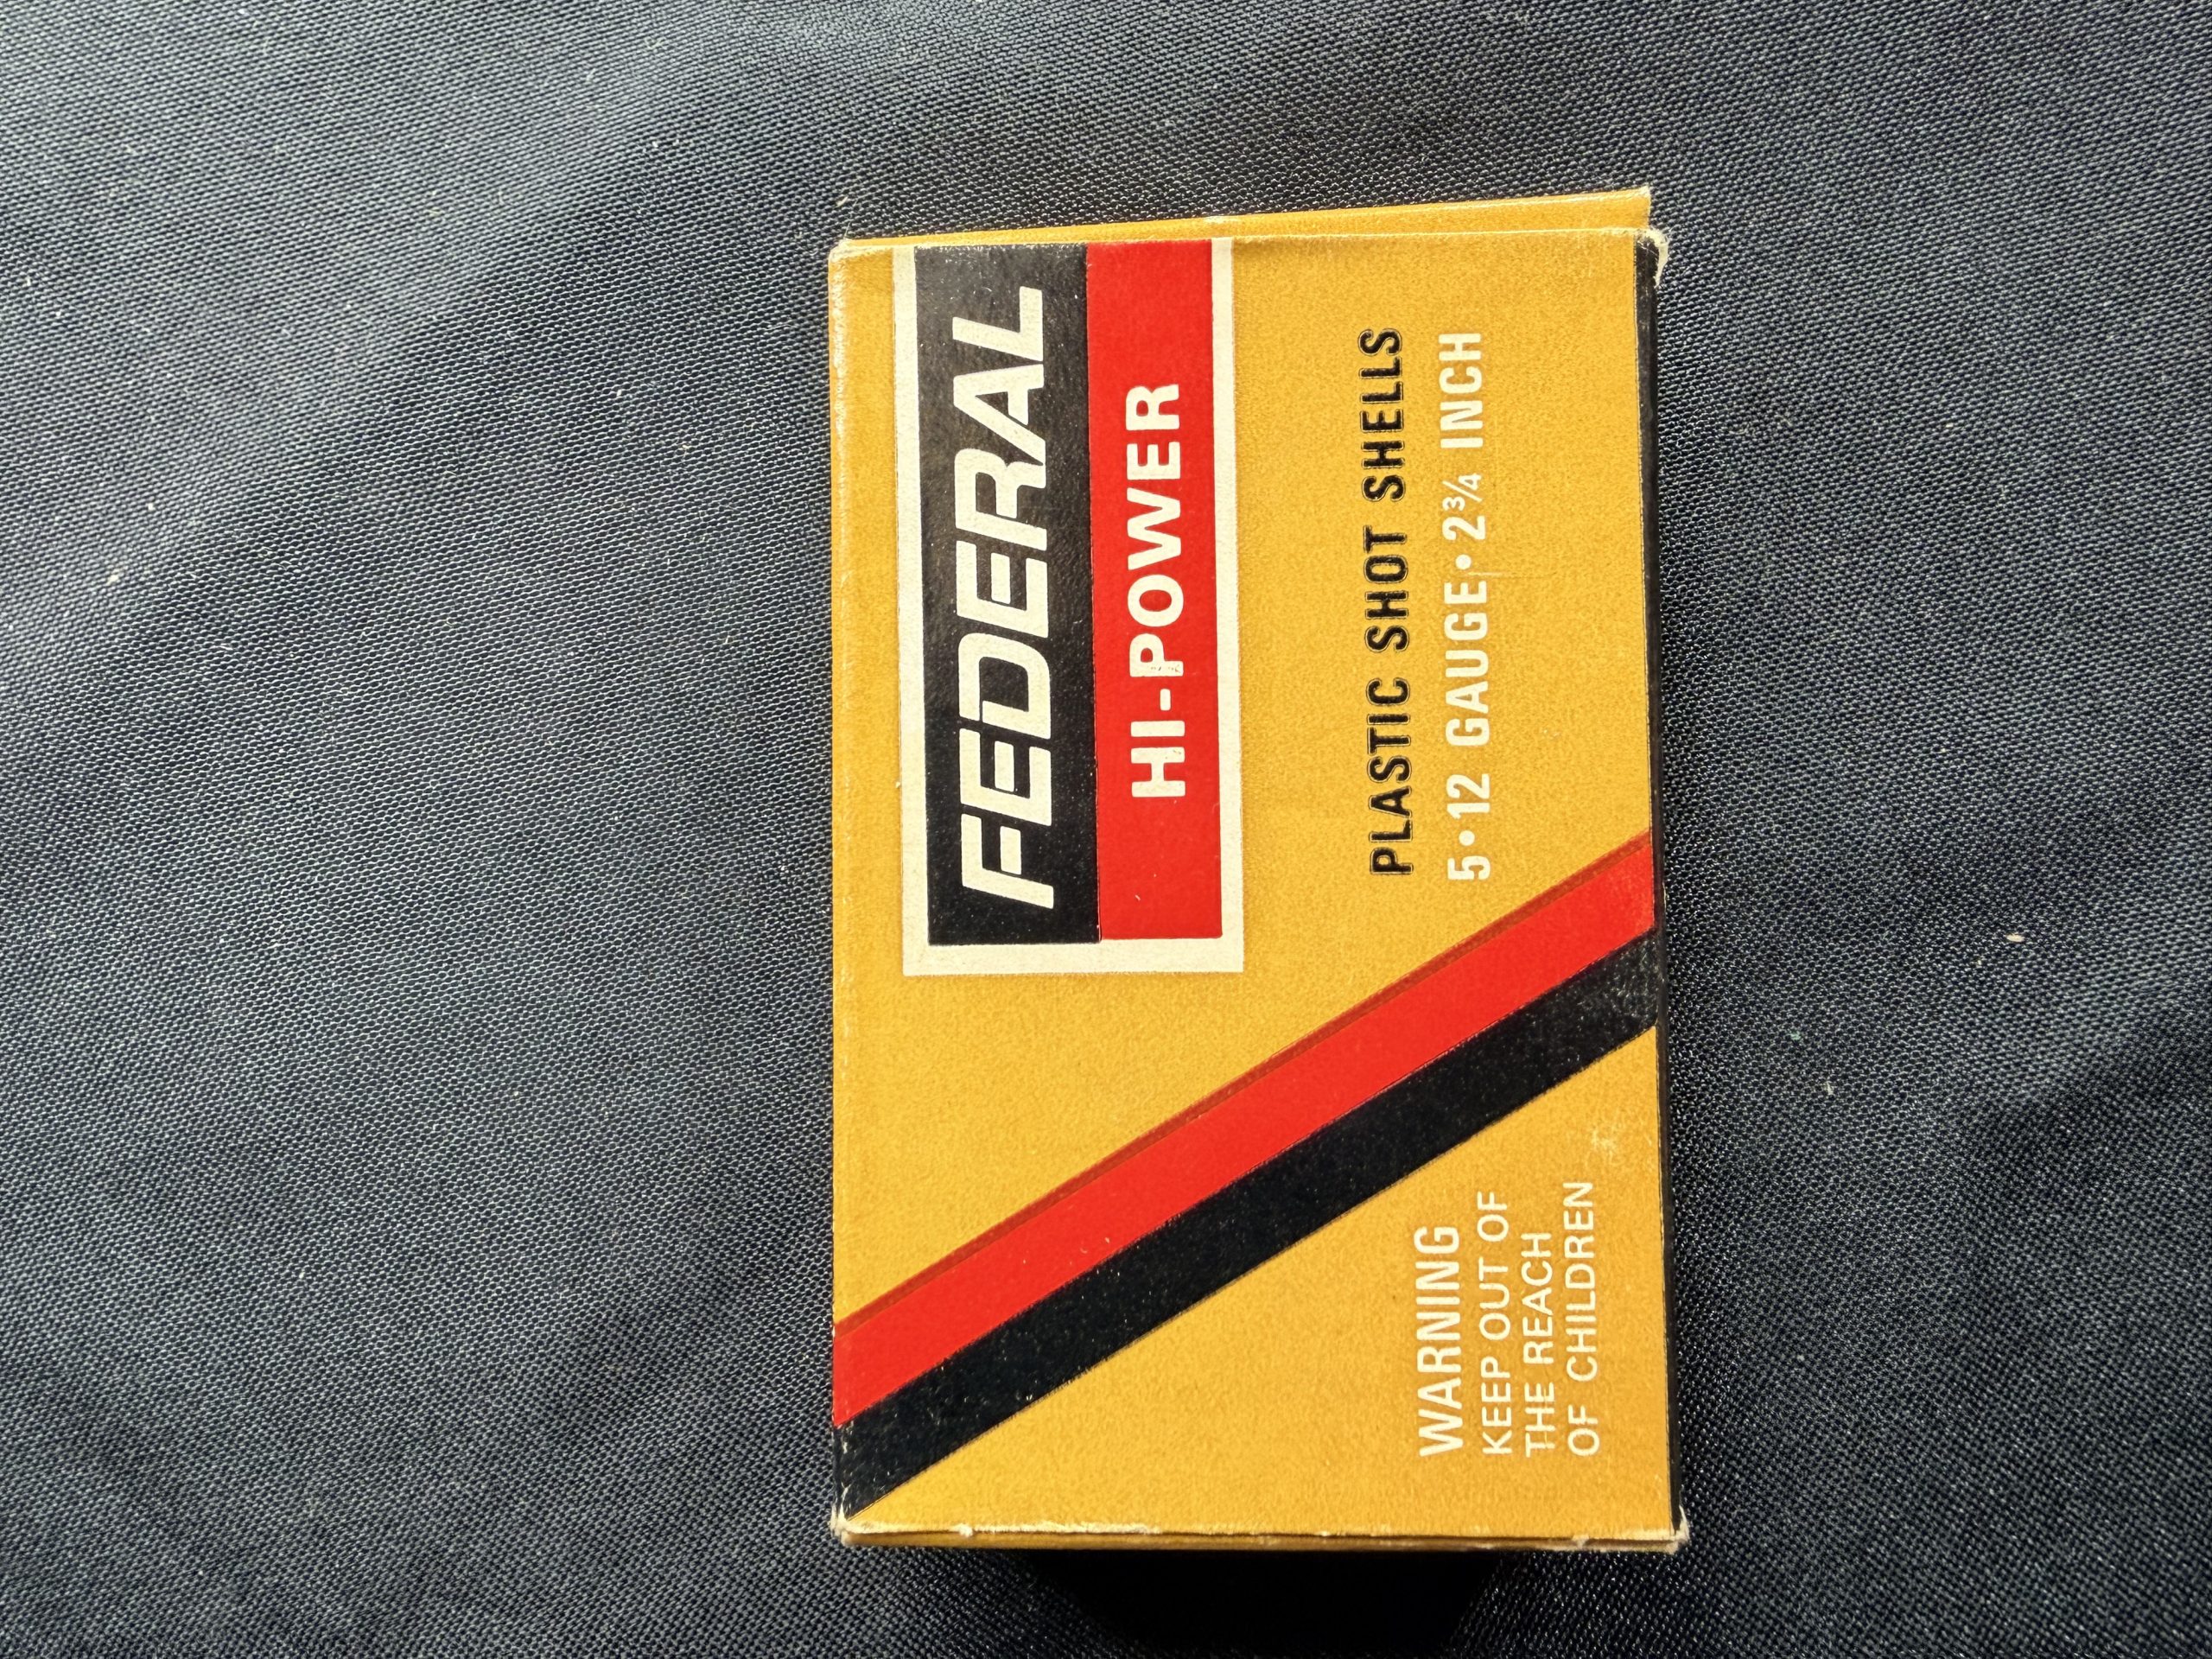 FEDERAL
HI-POWER
PLASTIC SHOT SHELLS
5•12 GAUGE•2¾ INCH
WARNING
KEEP OUT OF
THE REACH
OF CHILDREN